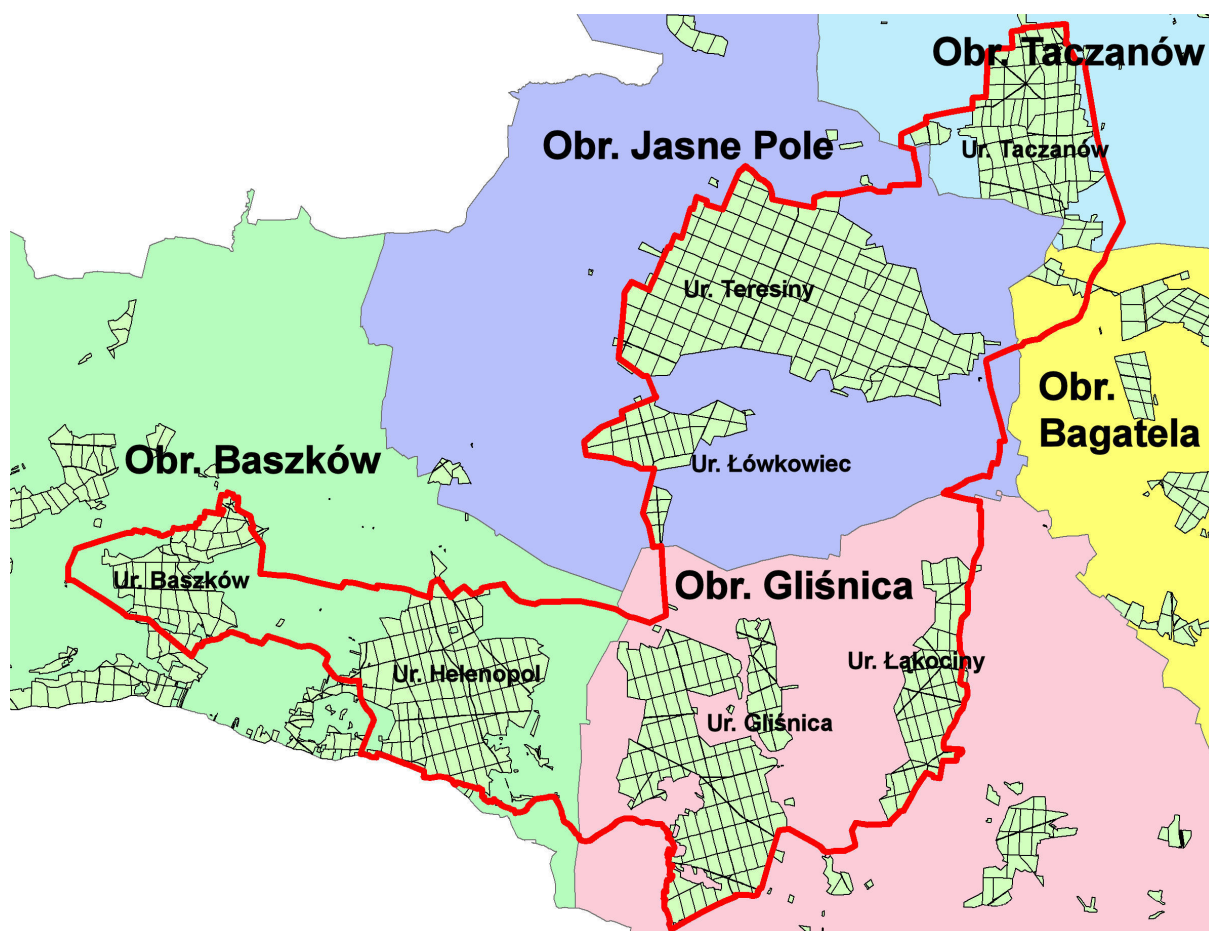 Obr. Taczanów
Obr. Jasne Pole
Ur. Taczanów
Ur. Teresiny
Obr.
Bagatela
Obr. Baszków
Ur. Łówkowiec
Ur. Baszków
Obr. Gliśnica
Ur. Helenopol
Ur. Łąkociny
Ur. Gliśnica